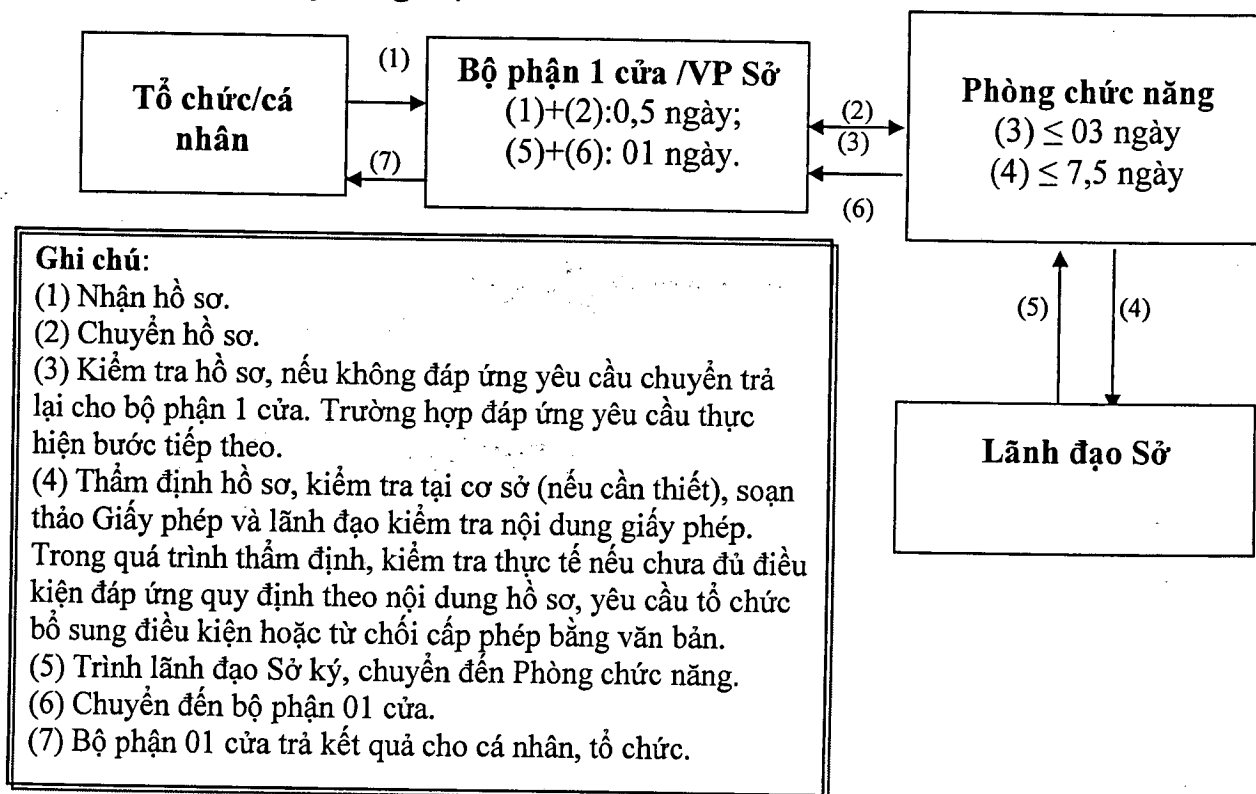 Tổ chức/cá
nhân
(1)
(7)
Bộ phận 1 cửa /VP Sở
(1)+(2):0,5 ngày;
(5)+(6): 01 ngày.
(2)
(3)
(6)
Phòng chức năng
(3) ≤ 03 ngày
(4) ≤ 7,5 ngày
(5)
(4)
Lãnh đạo Sở
Ghi chú:
(1) Nhận hồ sơ.
(2) Chuyển hồ sơ.
(3) Kiểm tra hồ sơ, nếu không đáp ứng yêu cầu chuyển trả
lại cho bộ phận 1 cửa. Trường hợp đáp ứng yêu cầu thực
hiện bước tiếp theo.
(4) Thẩm định hồ sơ, kiểm tra tại cơ sở (nếu cần thiết), soạn
thảo Giấy phép và lãnh đạo kiểm tra nội dung giấy phép.
Trong quá trình thẩm định, kiểm tra thực tế nếu chưa đủ điều
kiện đáp ứng quy định theo nội dung hồ sơ, yêu cầu tổ chức
bổ sung điều kiện hoặc từ chối cấp phép bằng văn bản.
(5) Trình lãnh đạo Sở ký, chuyển đến Phòng chức năng.
(6) Chuyển đến bộ phận 01 cửa.
(7) Bộ phận 01 cửa trả kết quả cho cá nhân, tổ chức.